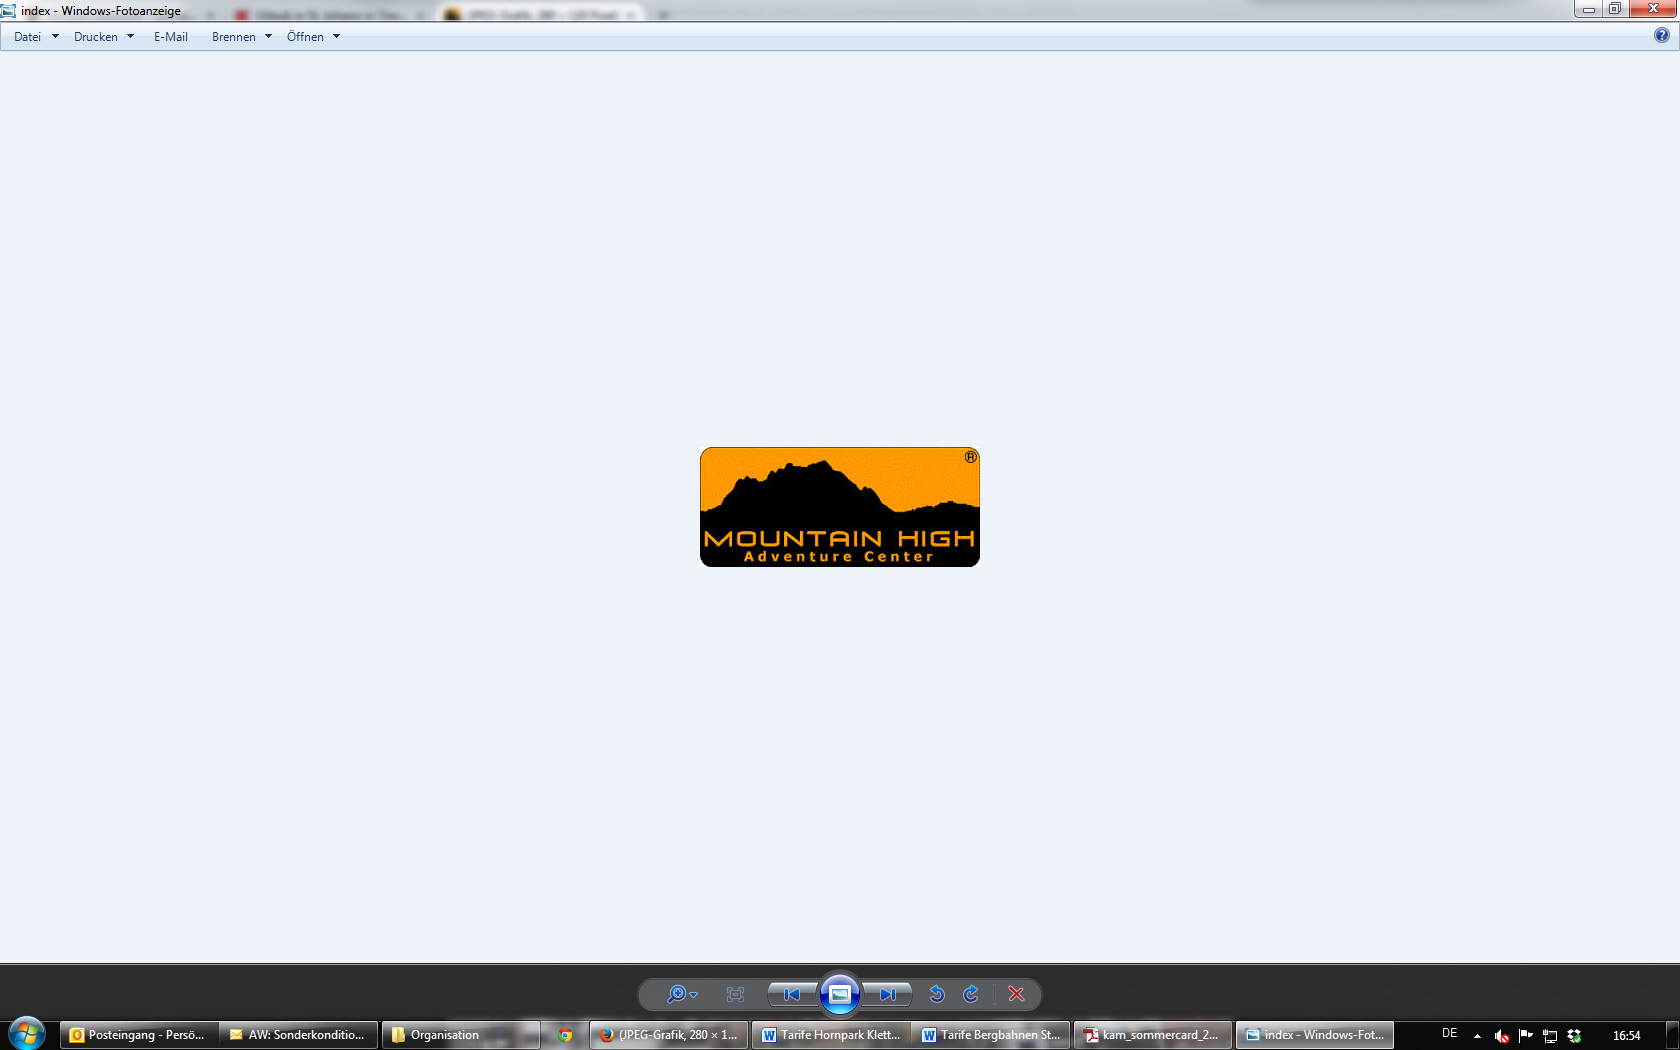 index - Windows-Fotoanzeige
Datei Drucken E-Mail Brennen Öffnen
®
MOUNTAIN HIGH
Adventure Center
Posteingang - Persö... AW: Sonderkonditio... Organisation (JPEG-Grafik, 280 × 1... Tarife Hornpark Klett... Tarife Bergbahnen St... kam_sommercard_2... index - Windows-Fot... DE 16:54